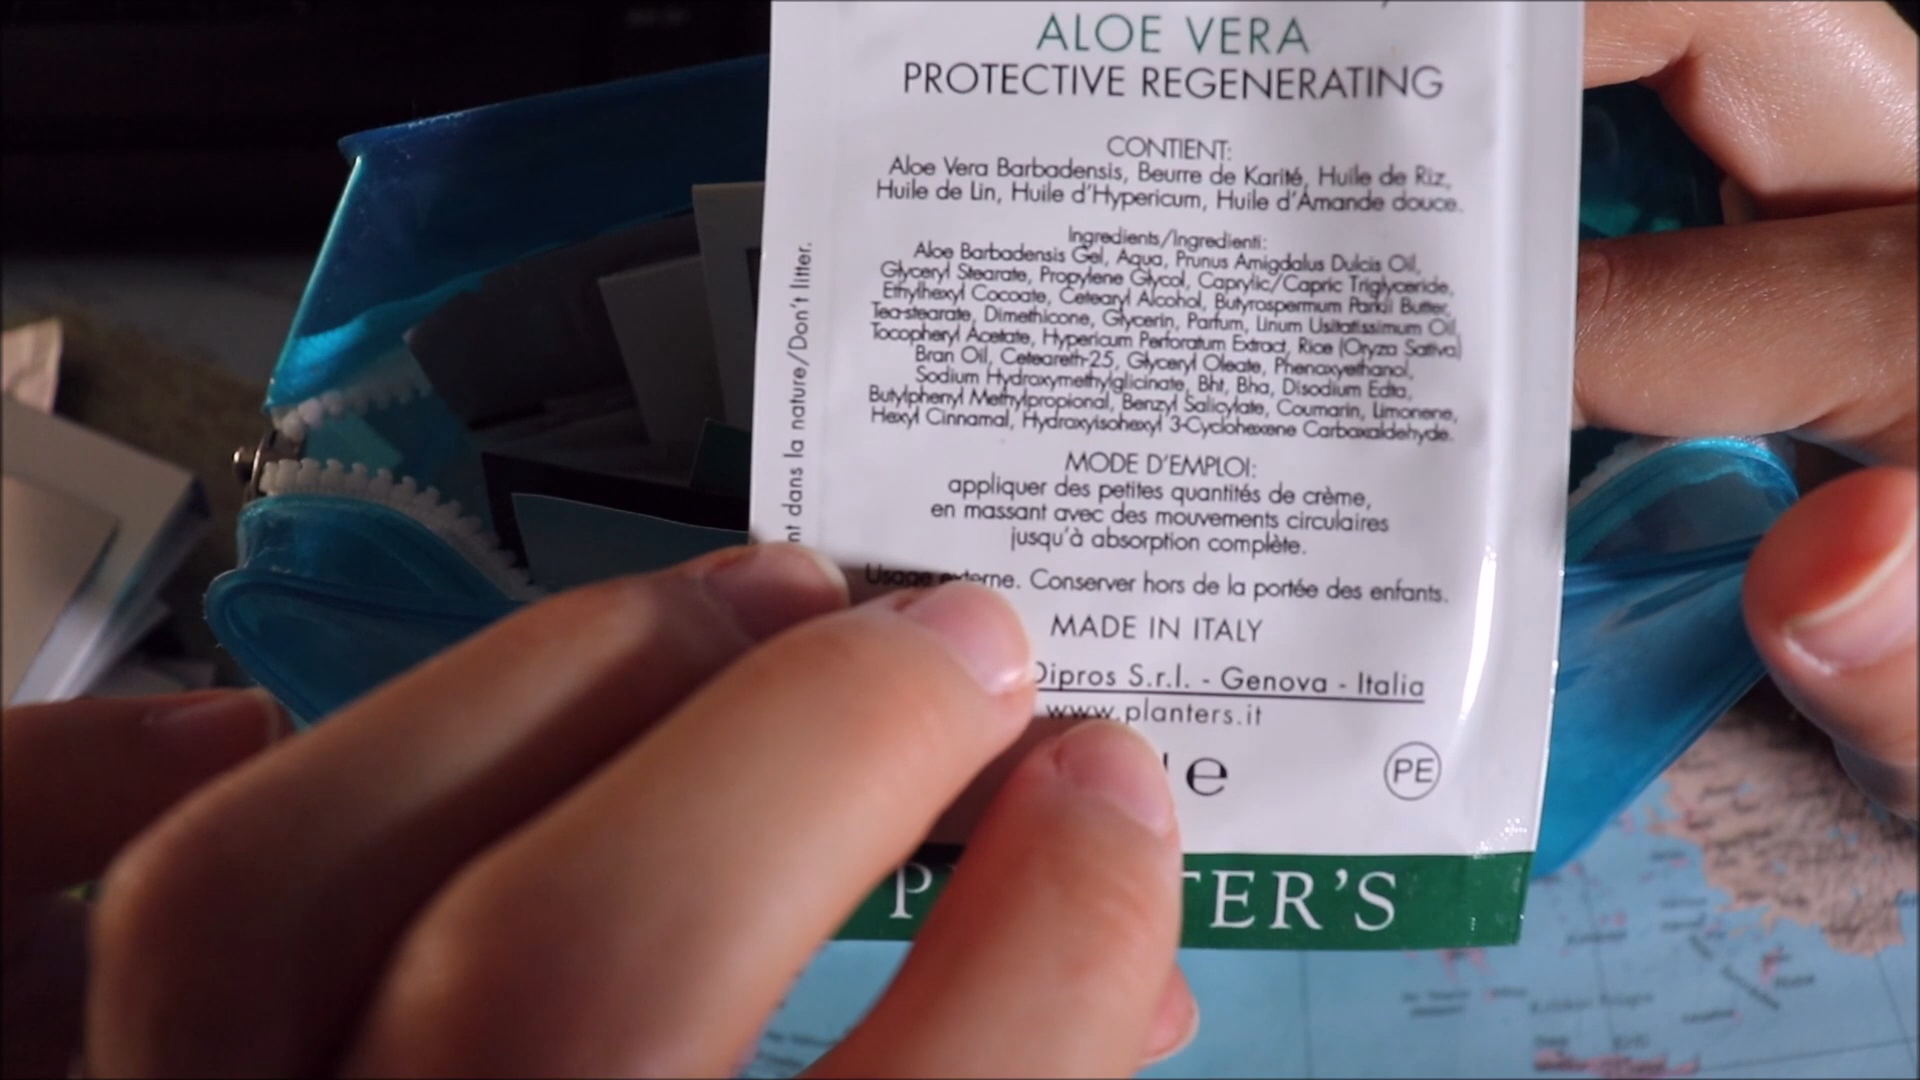 ALOE VERA
PROTECTIVE REGENERATING
CONTIENT:
Aloe Vera Barbadensis, Beurre de Karité, Huile de Riz,
Huile de Lin, Huile d'Hypericum, Huile d'Amande douce.
Ingredients/Ingredienti:
Aloe Barbadensis Gel, Aqua, Prunus Amigdalus Dulcis Oil,
Glyceryl Stearate, Propylene Glycol, Caprylic/Capric Triglyceride,
Ethylhexyl Cocoate, Cetearyl Alcohol, Butyrospermum Parkii Butter,
Tea-stearate, Dimethicone, Glycerin, Parfum, Linum Usitatissimum Oil,
Tocopheryl Acetate, Hypericum Perforatum Extract, Rice (Oryza Sativa)
Bran Oil, Ceteareth-25, Glyceryl Oleate, Phenoxyethanol,
Sodium Hydroxymethylglicinate, Bht, Bha, Disodium Edta,
Butylphenyl Methylpropional, Benzyl Salicylate, Coumarin, Limonene,
Hexyl Cinnamal, Hydroxyisohexyl 3-Cyclohexene Carboxaldehyde.
MODE D'EMPLOI:
appliquer des petites quantités de crème,
en massant avec des mouvements circulaires
jusqu'à absorption complète.
Usage externe. Conserver hors de la portée des enfants.
MADE IN ITALY
Dipros S.r.l. - Genova - Italia
www.planters.it
e
PE
P TER'S
nt dans la nature/Don't litter.